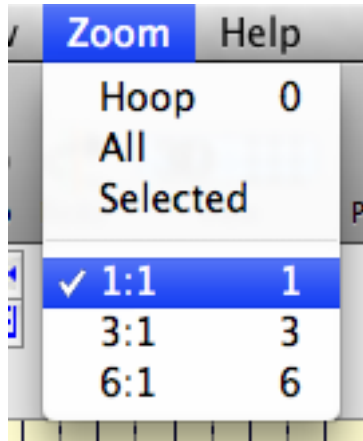 Zoom Help
Hoop 0
All
Selected
✓ 1:1 1
3:1 3
6:1 6